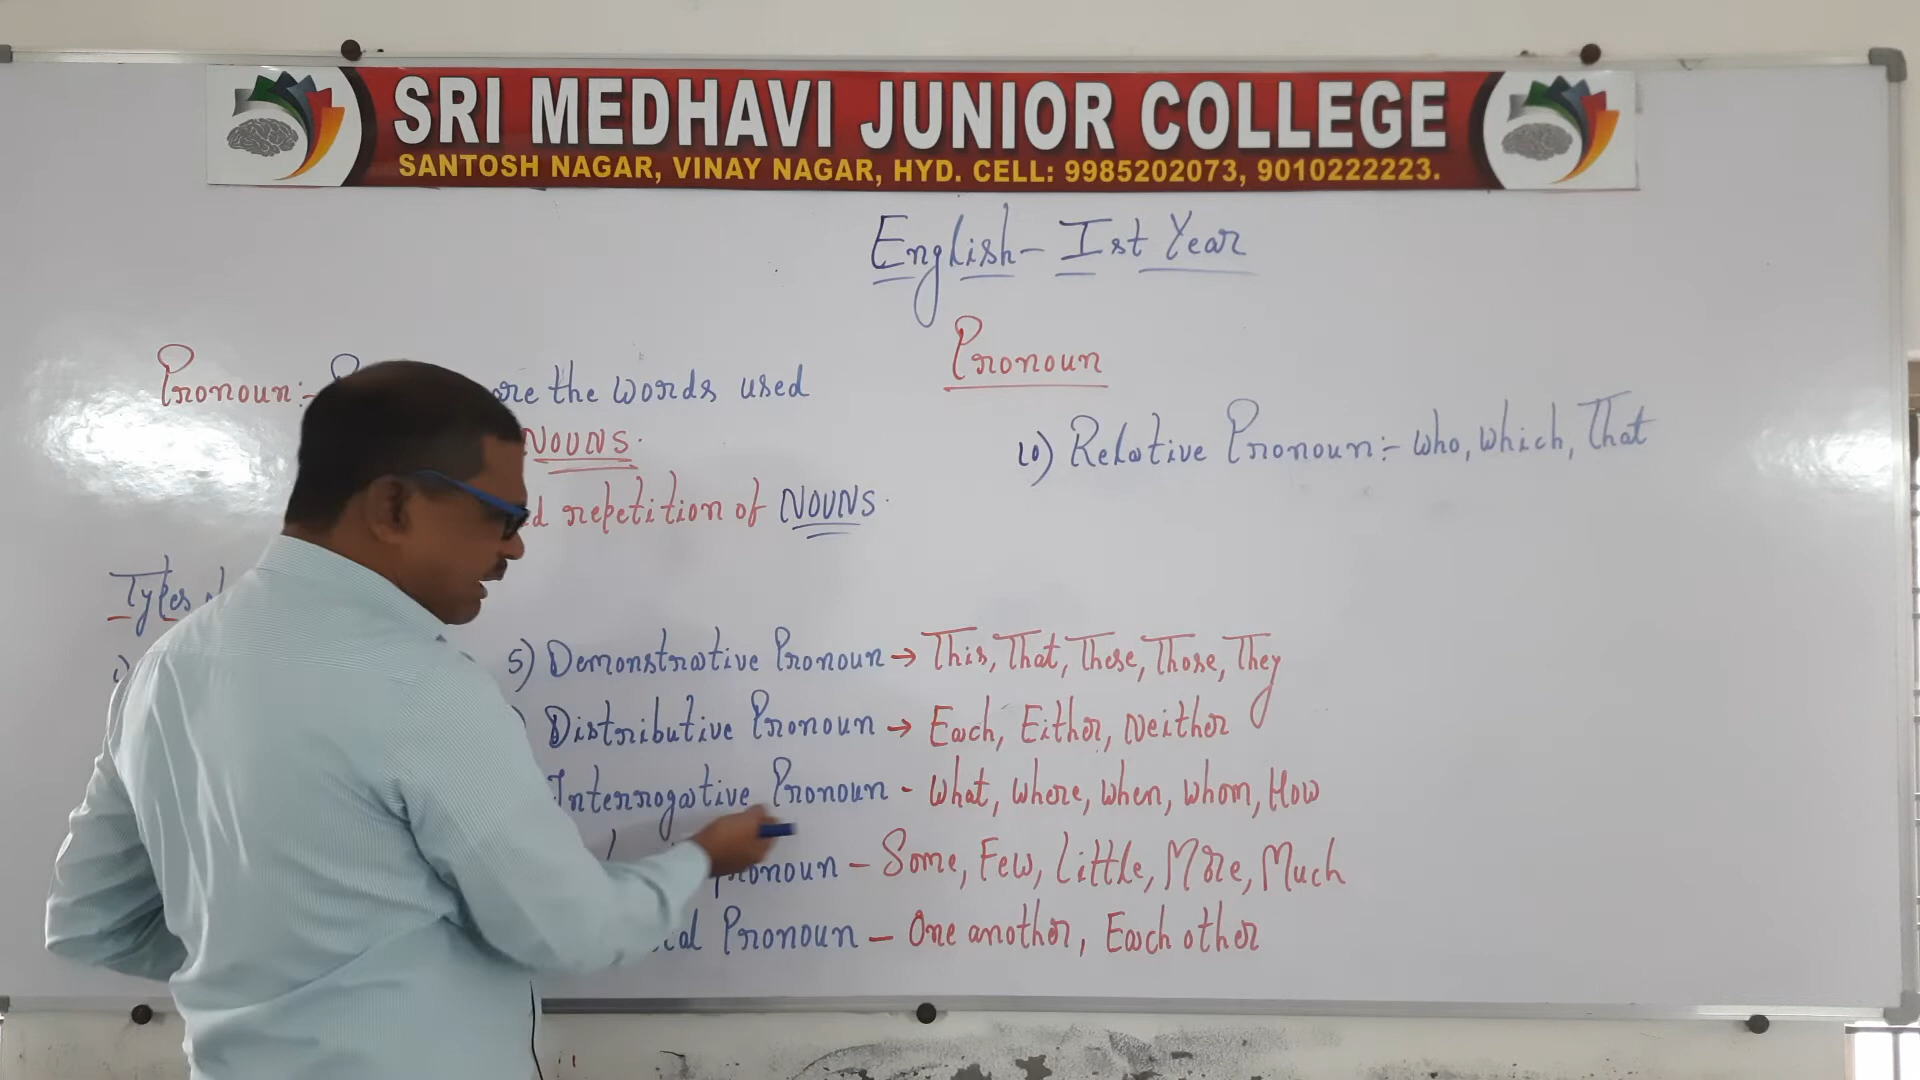 SRI MEDHAVI JUNIOR COLLEGE
SANTOSH NAGAR, VINAY NAGAR, HYD. CELL: 9985202073, 9010222223.
English - Ist Year
Pronoun
Pronoun:- are the words used
NOUNS.
repetition of NOUNS.
Types
10) Relative Pronoun:- Who, Which, That
5) Demonstrative Pronoun → This, That, These, Those, They
Distributive Pronoun → Each, Either, Neither
Interrogative Pronoun - What, Where, When, Whom, How
Pronoun - Some, Few, Little, More, Much
Pronoun - One another, Each other